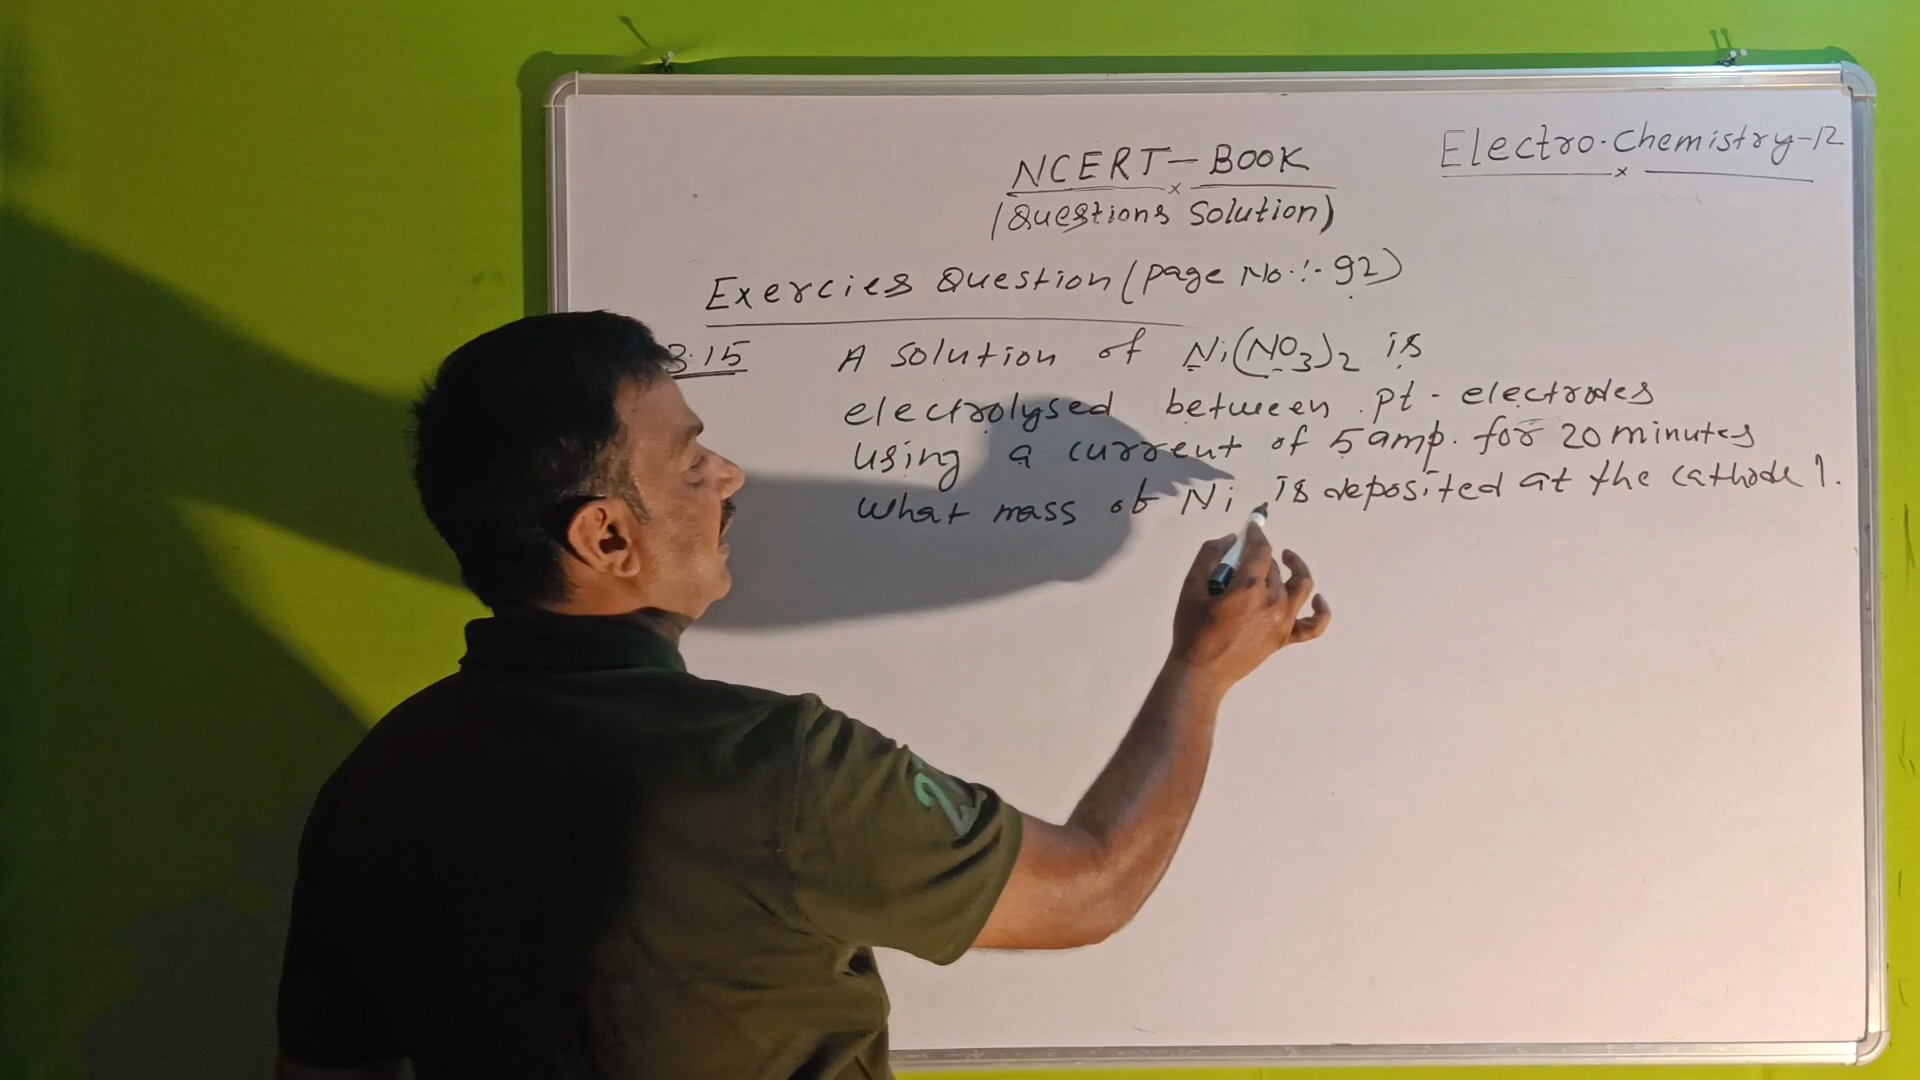 Electro. Chemistry-12
NCERT - BOOK
(Questions Solution)
Exercies Question (page No.:- 92)
3.15 A solution of Ni(NO3)2 is
electrolysed between pt - electrodes
using a current of 5 amp. for 20 minutes
What mass of Ni is deposited at the cathode ?.
2